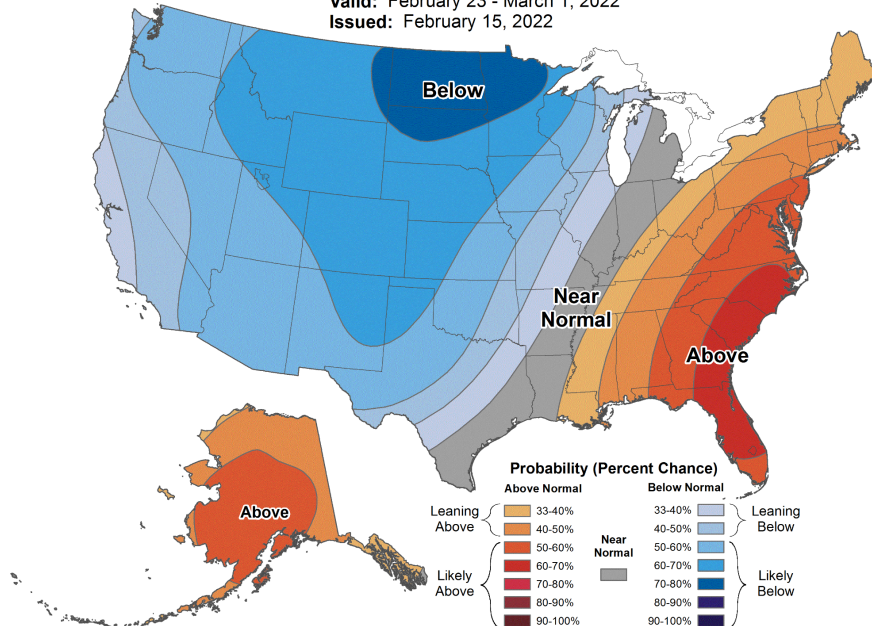 Valid: February 23 - March 1, 2022
Issued: February 15, 2022
Below
Near
Normal
Above
Above
Probability (Percent Chance)
Above Normal
Below Normal
Leaning
Above
33-40%
40-50%
Likely
Above
50-60%
60-70%
70-80%
80-90%
90-100%
Near
Normal
33-40%
40-50%
Leaning
Below
50-60%
60-70%
70-80%
80-90%
90-100%
Likely
Below